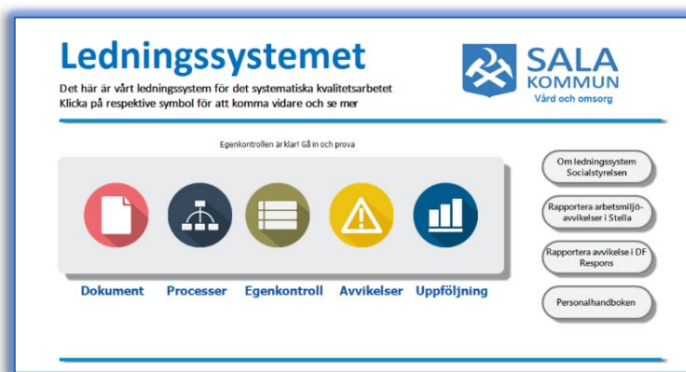 Ledningssystemet
Det här är vårt ledningssystem för det systematiska kvalitetsarbetet
Klicka på respektive symbol för att komma vidare och se mer
SALA
KOMMUN
Vård och omsorg
Egenkontrollen är klar! Gå in och prova
Dokument
Processer
Egenkontroll
Avvikelser
Uppföljning
Om ledningssystem
Socialstyrelsen
Rapportera arbetsmiljö-
avvikelser i Stella
Rapportera avvikelse i DF
Respons
Personalhandboken